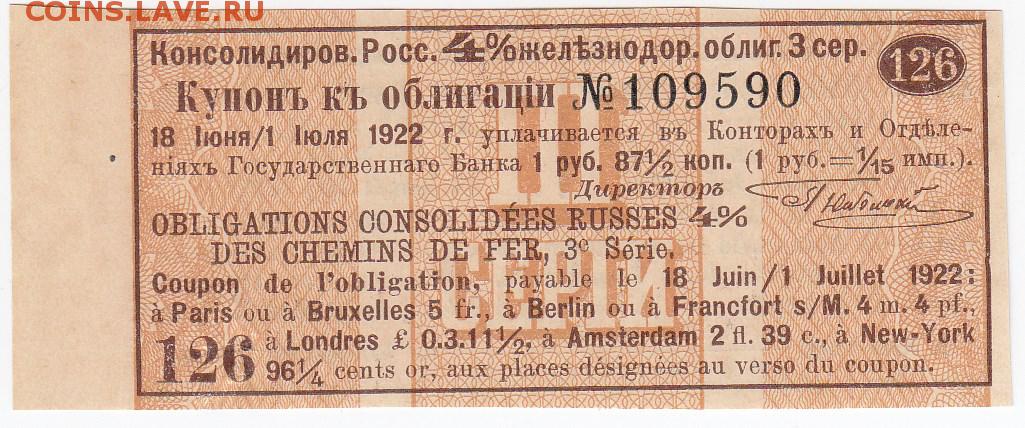 COINS.LAVE.RU
Консолидиров. Росс. 4% желѣзнодор. облиг. 3 сер.
126
Купонъ къ облигаціи № 109590
18 Іюня/1 Іюля 1922 г. уплачивается въ Конторахъ и Отдѣле-
ніяхъ Государственнаго Банка 1 руб. 87½ коп. (1 руб.=1/15 имп.).
Директоръ
OBLIGATIONS CONSOLIDÉES RUSSES 4%
DES CHEMINS DE FER, 3e Série.
Coupon de l'obligation, payable le 18 Juin/1 Juillet 1922:
à Paris ou à Bruxelles 5 fr., à Berlin ou à Francfort s/M. 4 m. 4 pf.,
à Londres £ 0.3.11½, à Amsterdam 2 fl. 39 c., à New-York
126 96¼ cents or, aux places désignées au verso du coupon.
III
СЕРІИ